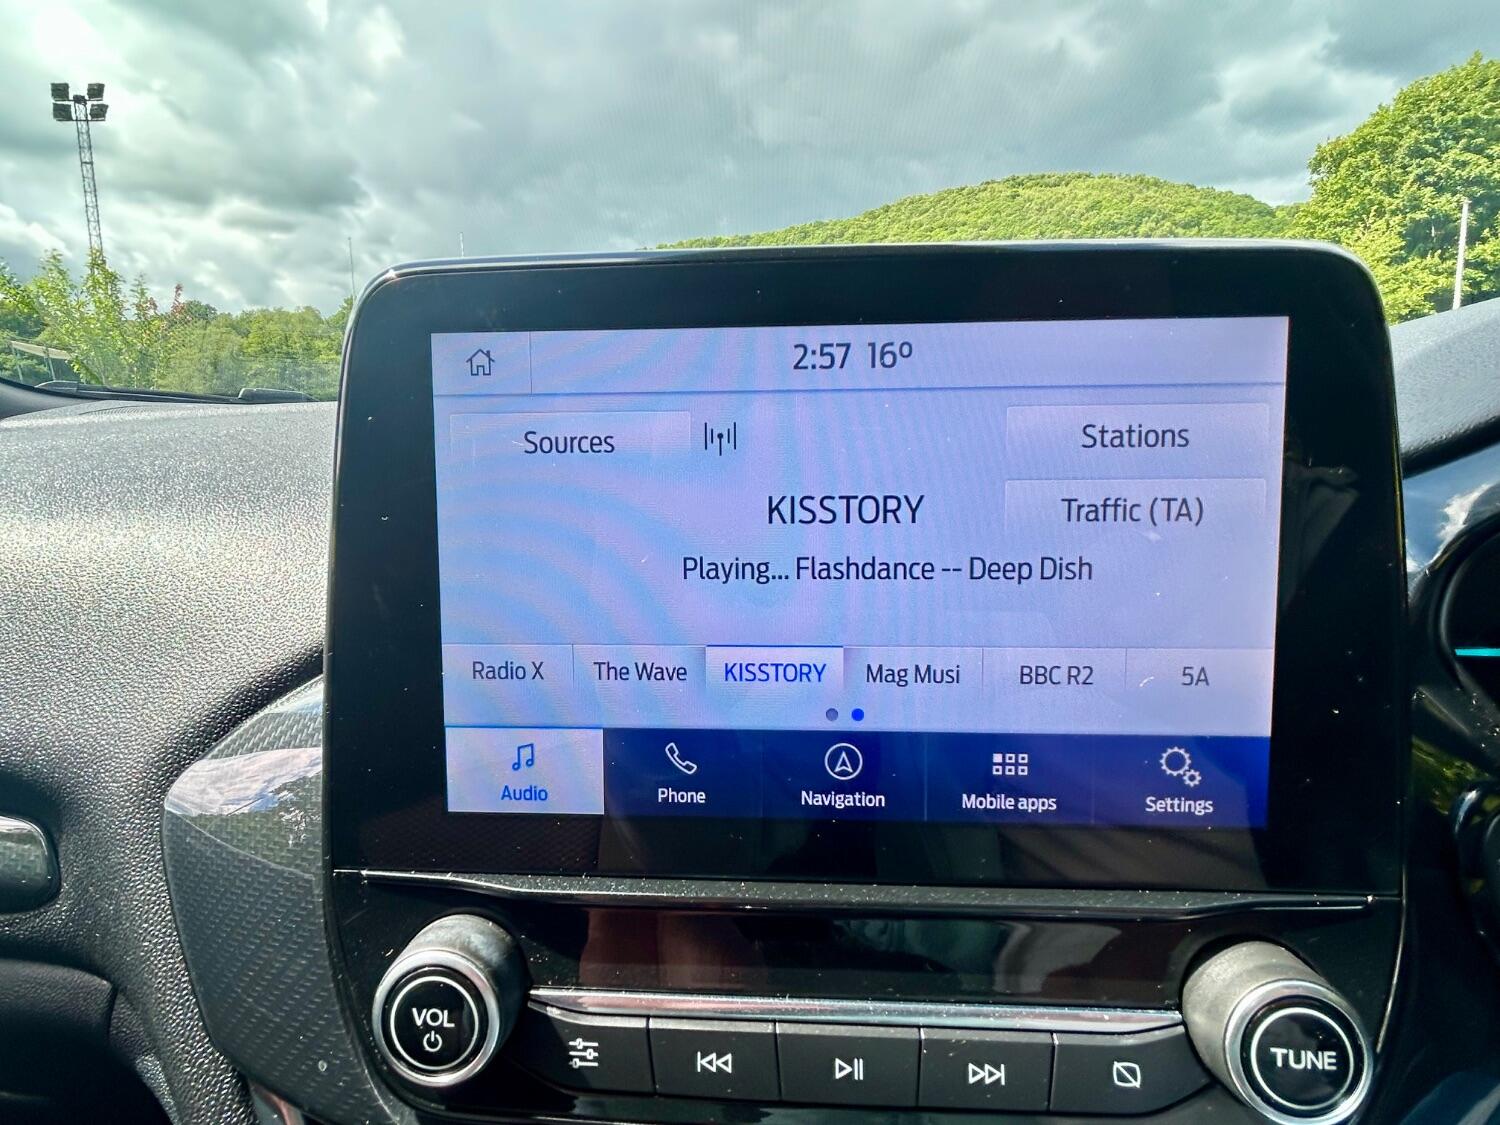 2:57 16º
Sources
Stations
KISSTORY
Traffic (TA)
Playing... Flashdance -- Deep Dish
Radio X
The Wave
KISSTORY
Mag Musi
BBC R2
5A
Audio
Phone
Navigation
Mobile apps
Settings
VOL
TUNE